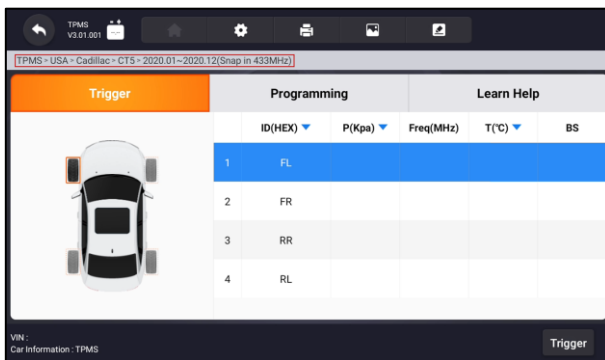 TPMS
V3.01.001
TPMS > USA > Cadillac > CT5 > 2020.01~2020.12(Snap in 433MHz)
Trigger Programming Learn Help
ID(HEX) P(Kpa) Freq(MHz) T(℃) BS
1 FL
2 FR
3 RR
4 RL
VIN :
Car Information : TPMS
Trigger